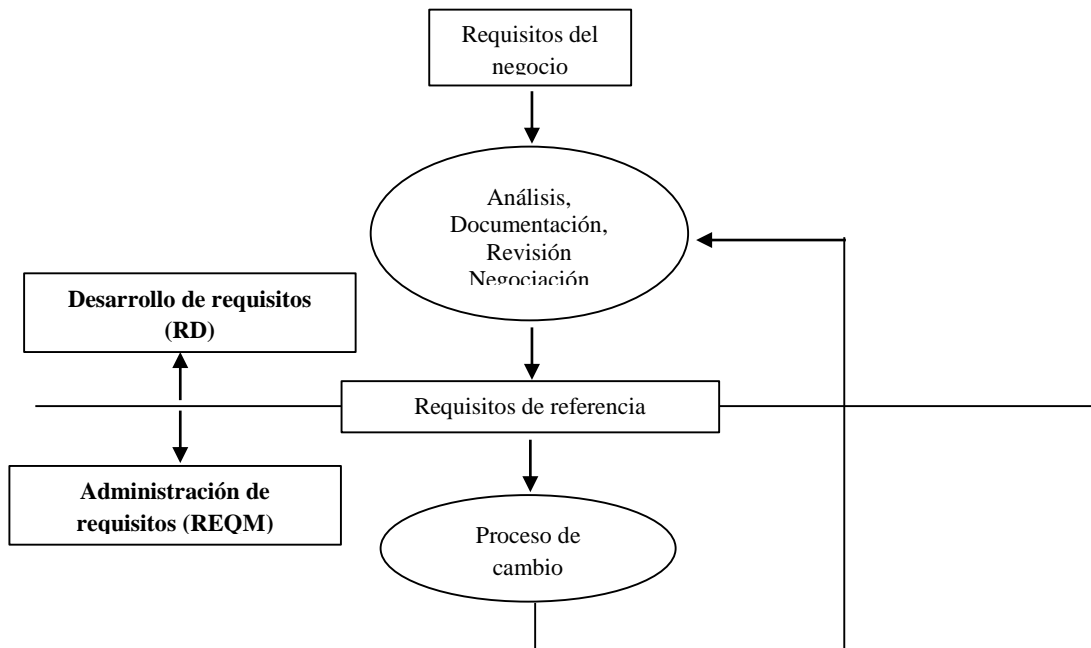 Requisitos del
negocio
Análisis,
Documentación,
Revisión
Negociación
Desarrollo de requisitos
(RD)
Requisitos de referencia
Administración de
requisitos (REQM)
Proceso de
cambio